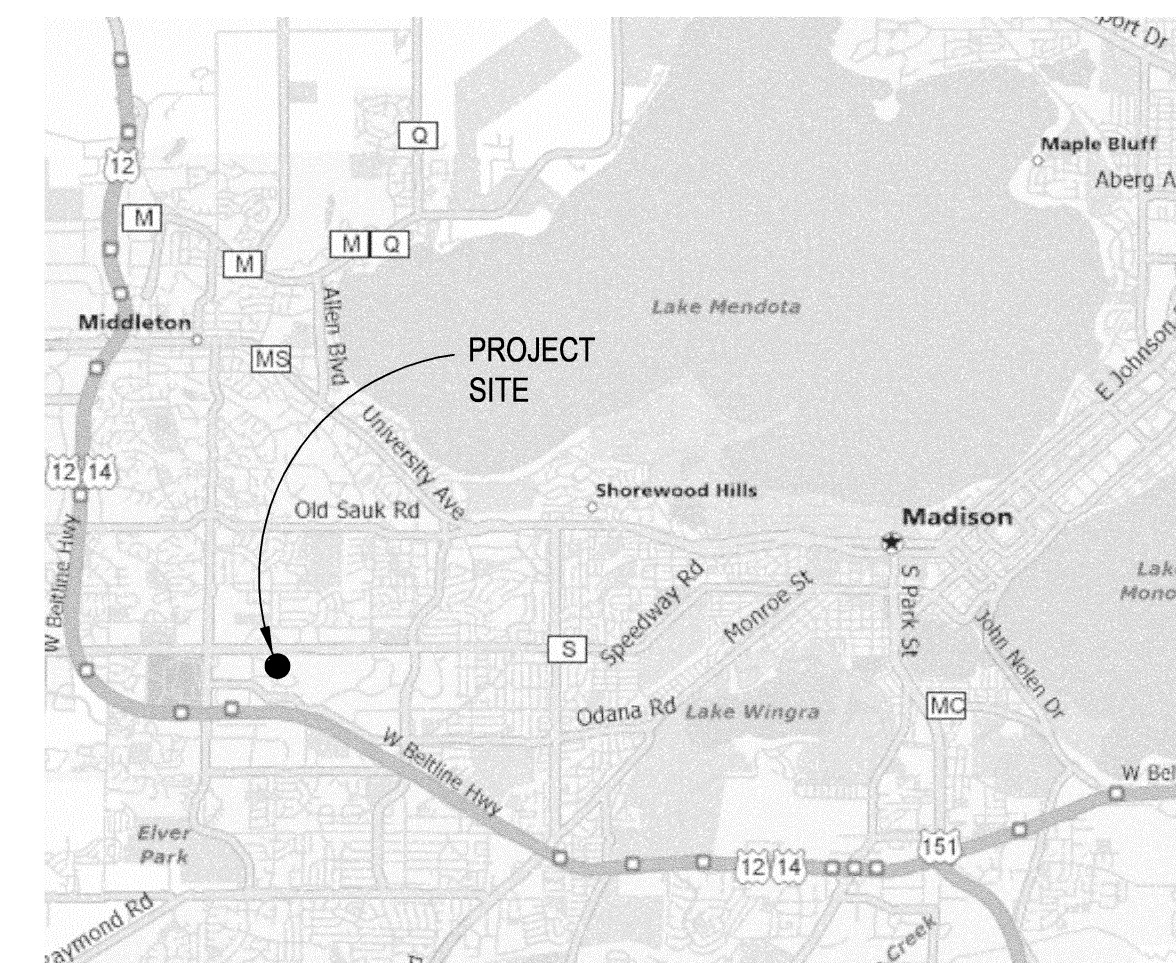 port Dr
Q
Maple Bluff
12
Aberg A
M
M Q
M
Allen Blvd
Lake Mendota
Middleton
MS
PROJECT
SITE
E Johnson
University Ave
12 14
Shorewood Hills
Old Sauk Rd
Madison
W Beltline Hwy
Lake
Mono
Speedway Rd
Monroe St
S Park St
S
John Nolen Dr
Odana Rd
Lake Wingra
MC
W Beltline Hwy
W Bel
Elver
Park
151
12 14
aymond Rd
Creek